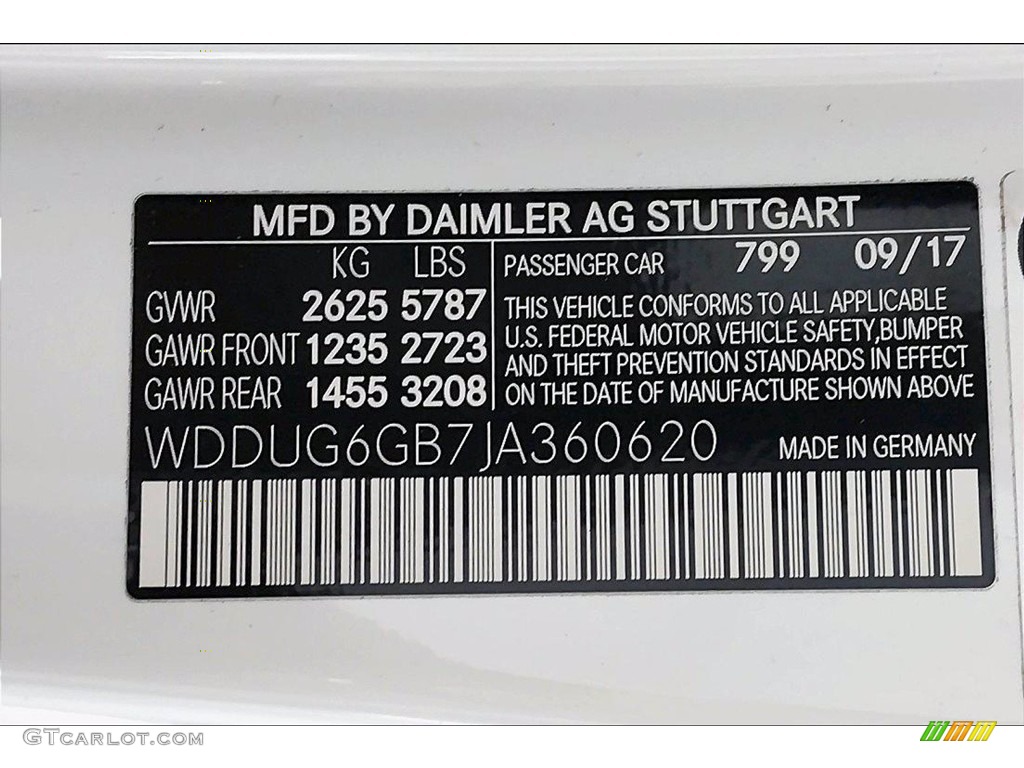 MFD BY DAIMLER AG STUTTGART
KG LBS
GVWR 2625 5787
GAWR FRONT 1235 2723
GAWR REAR 1455 3208
PASSENGER CAR 799 09/17
THIS VEHICLE CONFORMS TO ALL APPLICABLE
U.S. FEDERAL MOTOR VEHICLE SAFETY,BUMPER
AND THEFT PREVENTION STANDARDS IN EFFECT
ON THE DATE OF MANUFACTURE SHOWN ABOVE
WDDUG6GB7JA360620 MADE IN GERMANY
GTCARLOT.COM